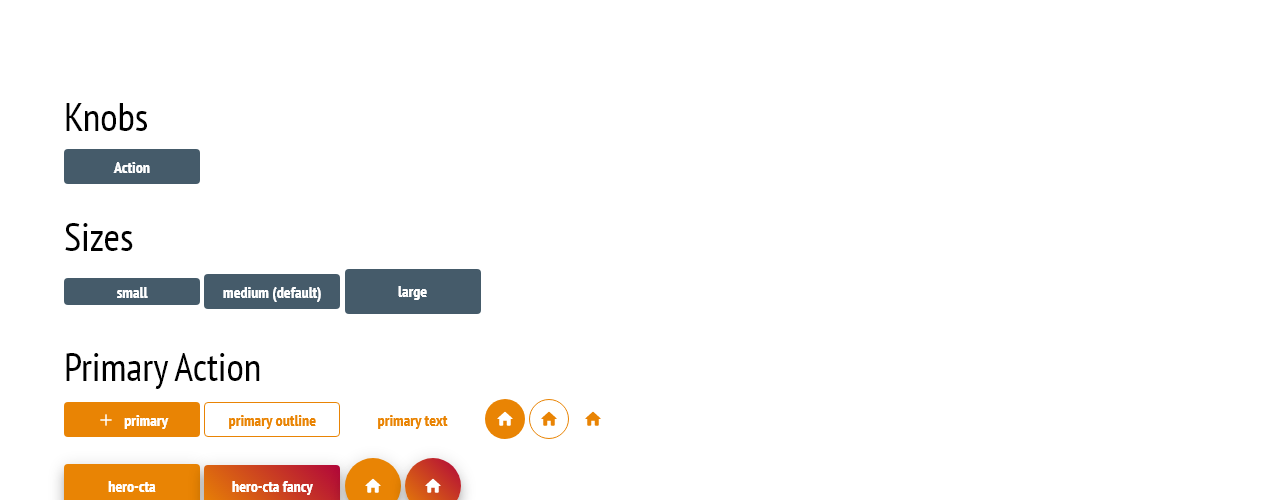 Knobs
Action
Sizes
small medium (default) large
Primary Action
primary primary outline primary text
hero-cta hero-cta fancy